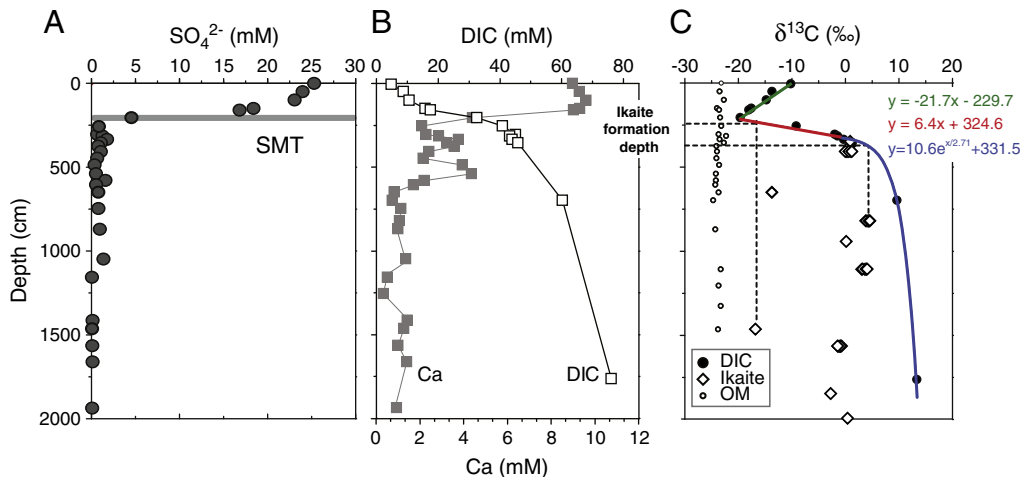 A
SO₄²⁻ (mM)
0 5 10 15 20 25 30
0
500
1000
1500
2000
Depth (cm)
SMT
B
DIC (mM)
0 20 40 60 80
Ikaite
formation
depth
Ca
DIC
0 2 4 6 8 10 12
Ca (mM)
C
δ¹³C (‰)
-30 -20 -10 0 10 20
y = -21.7x - 229.7
y = 6.4x + 324.6
y=10.6e^x/2.71+331.5
DIC
Ikaite
OM